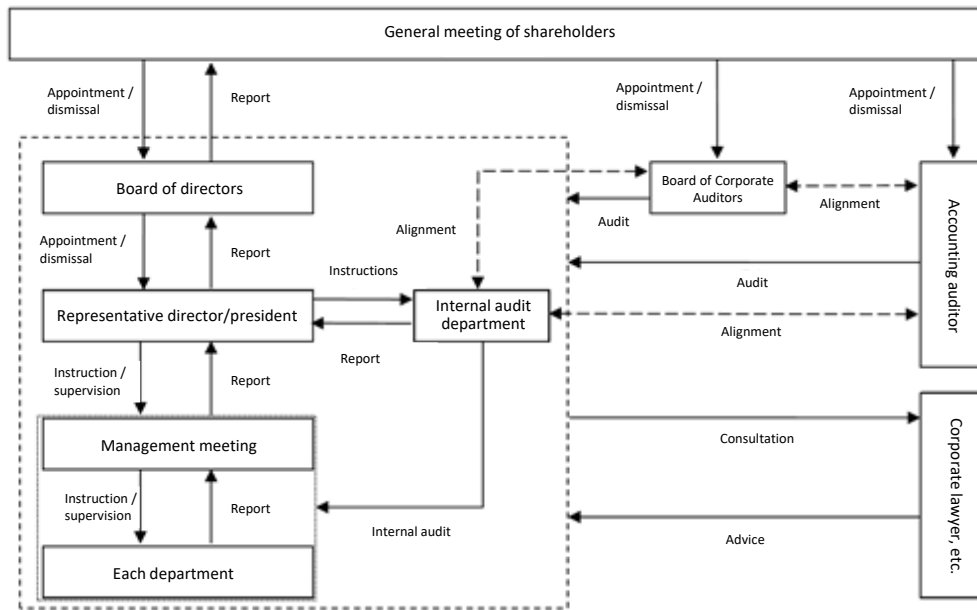 General meeting of shareholders
Appointment /
dismissal
Report
Appointment /
dismissal
Appointment /
dismissal
Board of directors
Board of Corporate
Auditors
Alignment
Audit
Alignment
Accounting auditor
Appointment /
dismissal
Report
Instructions
Audit
Representative director/president
Internal audit
department
Report
Alignment
Instruction /
supervision
Report
Management meeting
Consultation
Corporate lawyer, etc.
Instruction /
supervision
Report
Internal audit
Advice
Each department